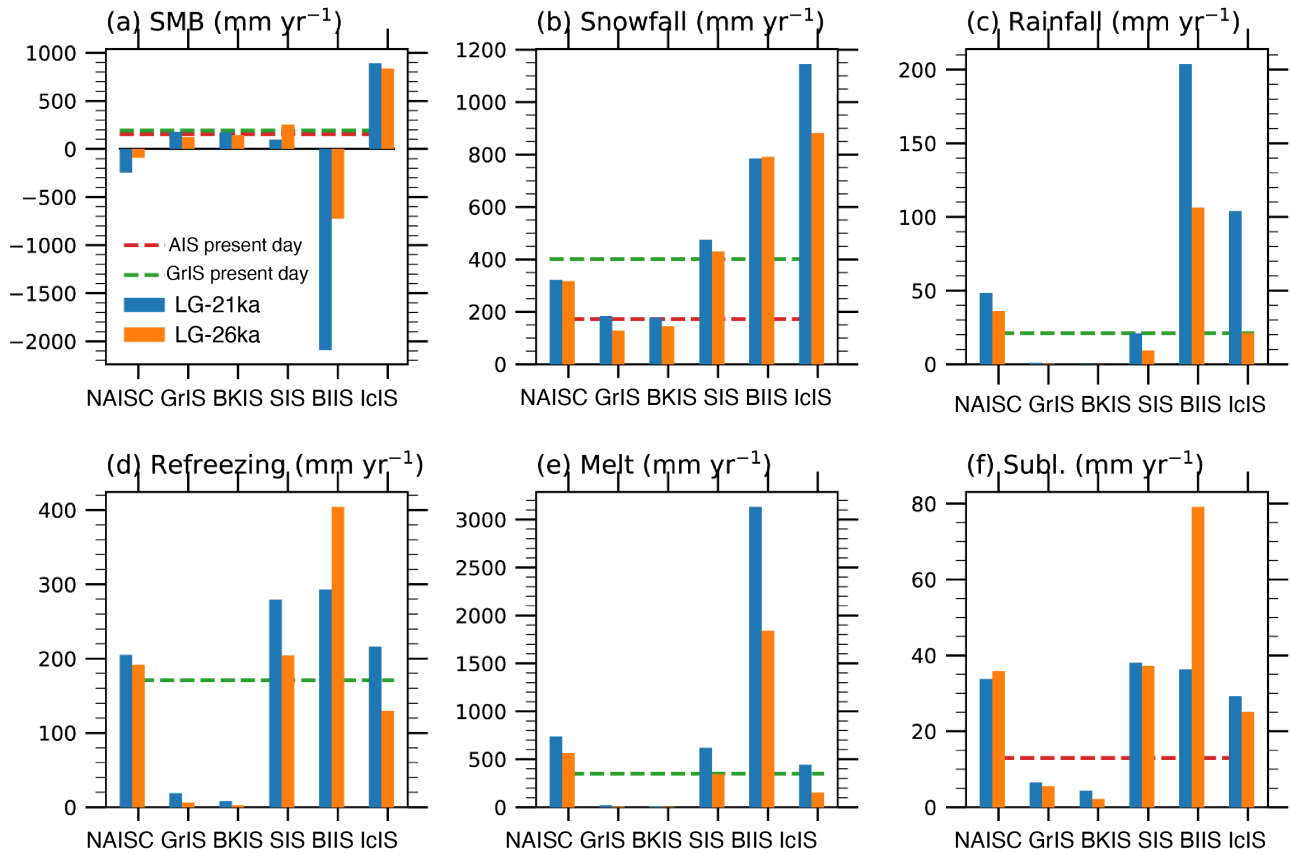 (a) SMB (mm yr⁻¹)
1000
500
0
−500
−1000
−1500
−2000
AIS present day
GrIS present day
LG-21ka
LG-26ka
NAISC GrIS BKIS SIS BIIS IcIS
(b) Snowfall (mm yr⁻¹)
1200
1000
800
600
400
200
0
NAISC GrIS BKIS SIS BIIS IcIS
(c) Rainfall (mm yr⁻¹)
200
150
100
50
0
NAISC GrIS BKIS SIS BIIS IcIS
(d) Refreezing (mm yr⁻¹)
400
300
200
100
0
NAISC GrIS BKIS SIS BIIS IcIS
(e) Melt (mm yr⁻¹)
3000
2500
2000
1500
1000
500
0
NAISC GrIS BKIS SIS BIIS IcIS
(f) Subl. (mm yr⁻¹)
80
60
40
20
0
NAISC GrIS BKIS SIS BIIS IcIS